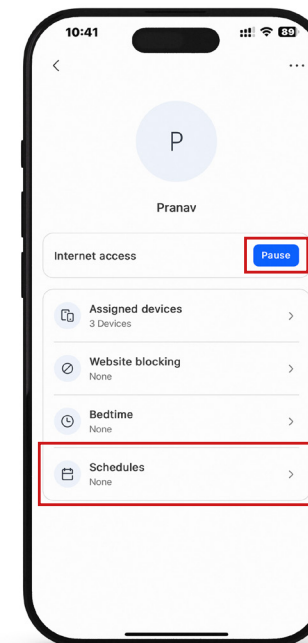 10:41
89
P
Pranav
Internet access
Pause
Assigned devices
3 Devices
Website blocking
None
Bedtime
None
Schedules
None